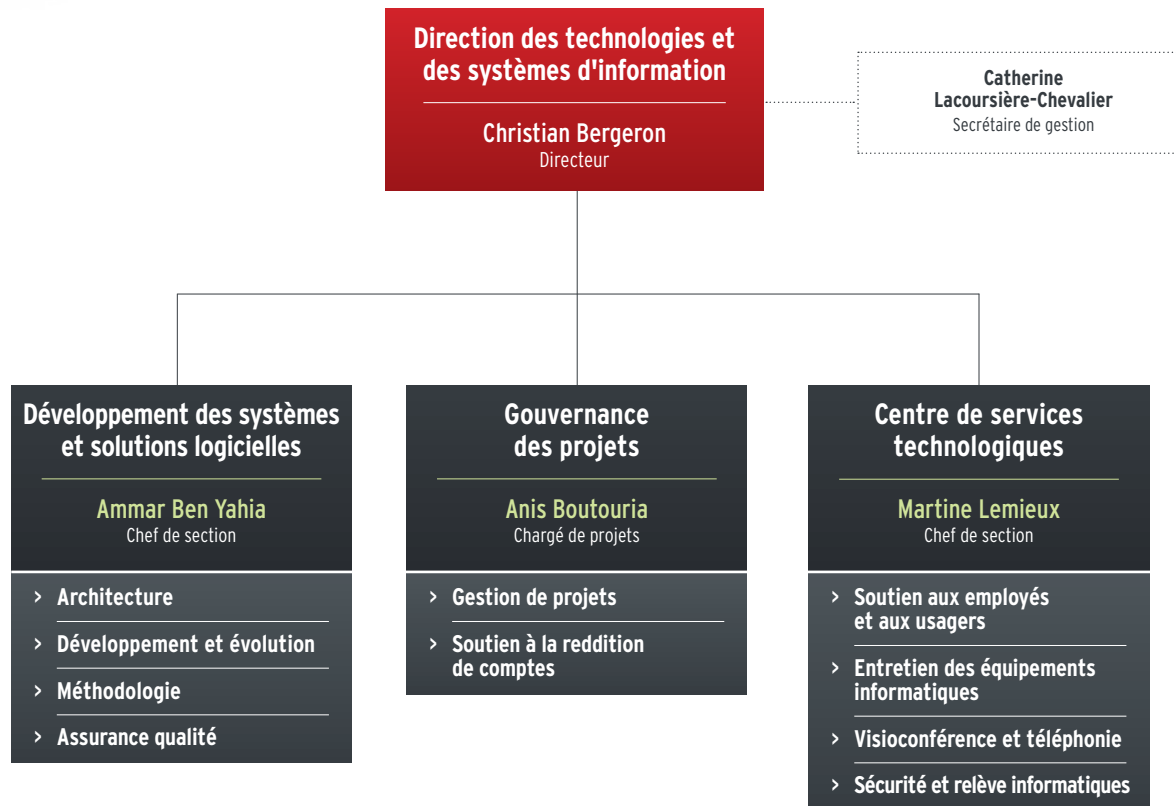 Direction des technologies et
des systèmes d'information
Christian Bergeron
Directeur
Catherine
Lacoursière-Chevalier
Secrétaire de gestion
Développement des systèmes
et solutions logicielles
Ammar Ben Yahia
Chef de section
> Architecture
> Développement et évolution
> Méthodologie
> Assurance qualité
Gouvernance
des projets
Anis Boutouria
Chargé de projets
> Gestion de projets
> Soutien à la reddition
de comptes
Centre de services
technologiques
Martine Lemieux
Chef de section
> Soutien aux employés
et aux usagers
> Entretien des équipements
informatiques
> Visioconférence et téléphonie
> Sécurité et relève informatiques